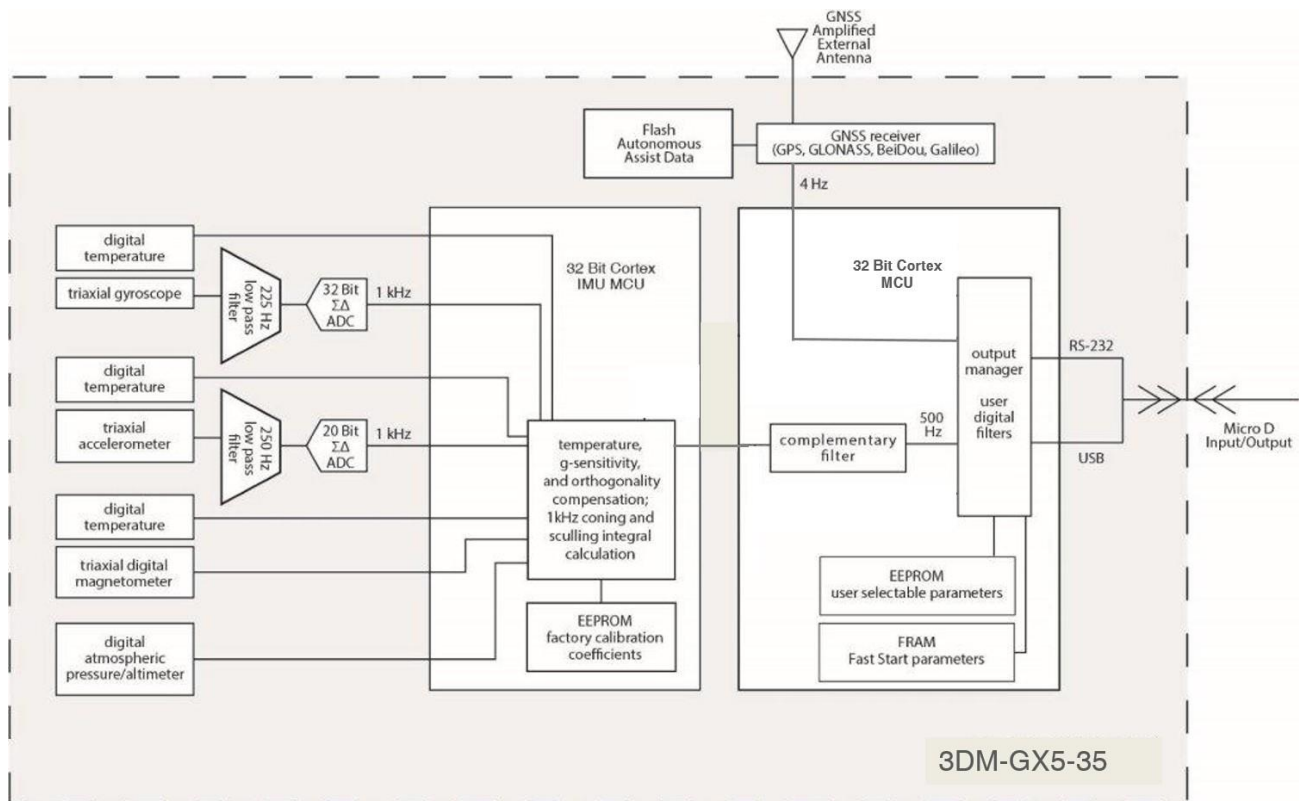 GNSS
Amplified
External
Antenna
Flash
Autonomous
Assist Data
GNSS receiver
(GPS, GLONASS, BeiDou, Galileo)
4 Hz
digital
temperature
triaxial gyroscope
225 Hz
low pass
filter
32 Bit
ΣΔ
ADC
1 kHz
32 Bit Cortex
IMU MCU
32 Bit Cortex
MCU
digital
temperature
triaxial
accelerometer
250 Hz
low pass
filter
20 Bit
ΣΔ
ADC
1 kHz
digital
temperature
triaxial digital
magnetometer
digital
atmospheric
pressure/altimeter
temperature,
g-sensitivity,
and orthogonality
compensation;
1kHz coning and
sculling integral
calculation
EEPROM
factory calibration
coefficients
complementary
filter
500
Hz
output
manager
user
digital
filters
RS-232
USB
Micro D
Input/Output
EEPROM
user selectable parameters
FRAM
Fast Start parameters
3DM-GX5-35